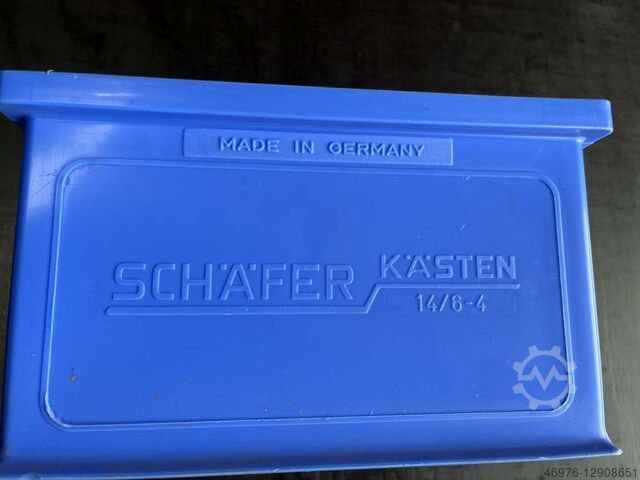 MADE IN GERMANY
SCHÄFER KÄSTEN
14/6-4
46976-12908651